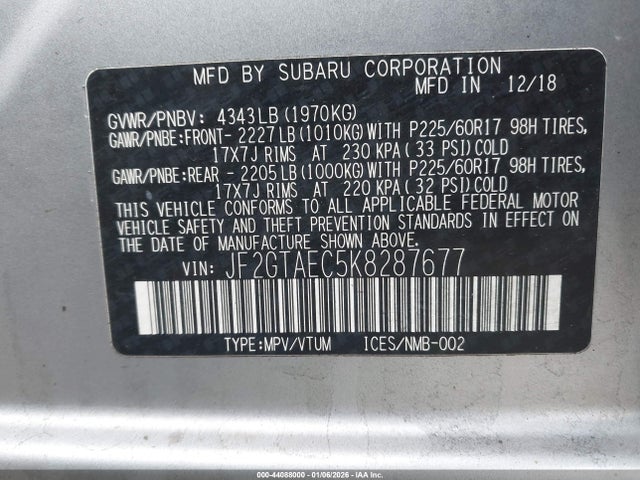 MFD BY SUBARU CORPORATION
MFD IN 12/18
GVWR/PNBV: 4343LB(1970KG)
GAWR/PNBE:FRONT- 2227LB(1010KG)WITH P225/60R17 98H TIRES,
17X7J RIMS AT 230 KPA( 33 PSI)COLD
GAWR/PNBE:REAR - 2205LB(1000KG)WITH P225/60R17 98H TIRES,
17X7J RIMS AT 220 KPA( 32 PSI)COLD
THIS VEHICLE CONFORMS TO ALL APPLICABLE FEDERAL MOTOR
VEHICLE SAFETY AND THEFT PREVENTION STANDARDS IN EFFECT ON
THE DATE OF MANUFACTURE SHOWN ABOVE.
VIN: JF2GTAEC5K8287677
TYPE:MPV/VTUM ICES/NMB-002
000-44088000 - 01/06/2026 - IAA Inc.